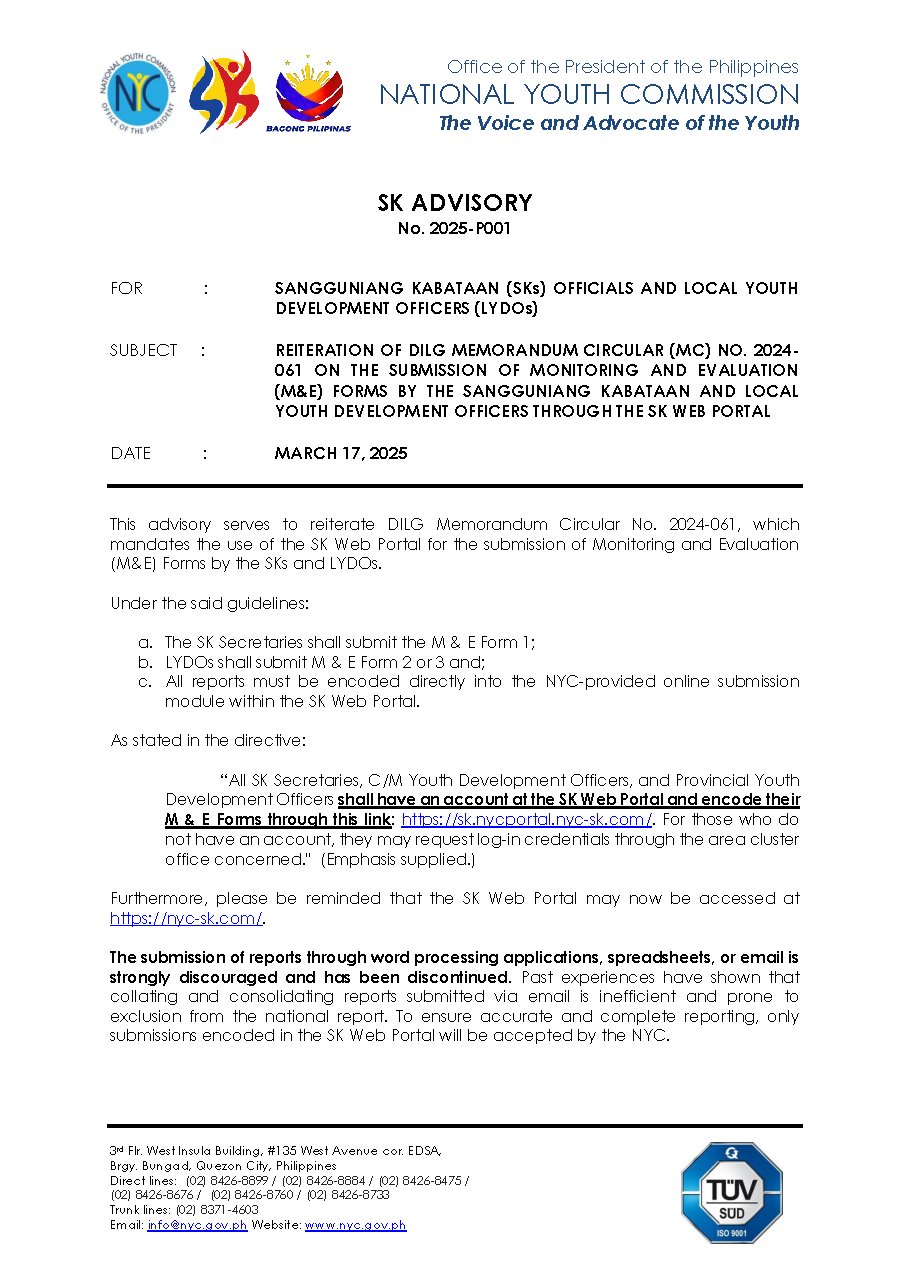 NATIONAL YOUTH COMMISSION
NYC
OFFICE OF THE PRESIDENT
SK
BAGONG PILIPINAS
Office of the President of the Philippines
NATIONAL YOUTH COMMISSION
The Voice and Advocate of the Youth
SK ADVISORY
No. 2025-P001
FOR : SANGGUNIANG KABATAAN (SKs) OFFICIALS AND LOCAL YOUTH
DEVELOPMENT OFFICERS (LYDOs)
SUBJECT : REITERATION OF DILG MEMORANDUM CIRCULAR (MC) NO. 2024-
061 ON THE SUBMISSION OF MONITORING AND EVALUATION
(M&E) FORMS BY THE SANGGUNIANG KABATAAN AND LOCAL
YOUTH DEVELOPMENT OFFICERS THROUGH THE SK WEB PORTAL
DATE : MARCH 17, 2025
This advisory serves to reiterate DILG Memorandum Circular No. 2024-061, which
mandates the use of the SK Web Portal for the submission of Monitoring and Evaluation
(M&E) Forms by the SKs and LYDOs.
Under the said guidelines:
a. The SK Secretaries shall submit the M & E Form 1;
b. LYDOs shall submit M & E Form 2 or 3 and;
c. All reports must be encoded directly into the NYC-provided online submission
module within the SK Web Portal.
As stated in the directive:
“All SK Secretaries, C/M Youth Development Officers, and Provincial Youth
Development Officers shall have an account at the SK Web Portal and encode their
M & E Forms through this link: https://sk.nycportal.nyc-sk.com/. For those who do
not have an account, they may request log-in credentials through the area cluster
office concerned." (Emphasis supplied.)
Furthermore, please be reminded that the SK Web Portal may now be accessed at
https://nyc-sk.com/.
The submission of reports through word processing applications, spreadsheets, or email is
strongly discouraged and has been discontinued. Past experiences have shown that
collating and consolidating reports submitted via email is inefficient and prone to
exclusion from the national report. To ensure accurate and complete reporting, only
submissions encoded in the SK Web Portal will be accepted by the NYC.
3rd Flr. West Insula Building, #135 West Avenue cor. EDSA,
Brgy. Bungad, Quezon City, Philippines
Direct lines: (02) 8426-8899 / (02) 8426-8884 / (02) 8426-8475 /
(02) 8426-8676 / (02) 8426-8760 / (02) 8426-8733
Trunk lines: (02) 8371-4603
Email: info@nyc.gov.ph Website: www.nyc.gov.ph
Q
TÜV
SÜD
ISO 9001